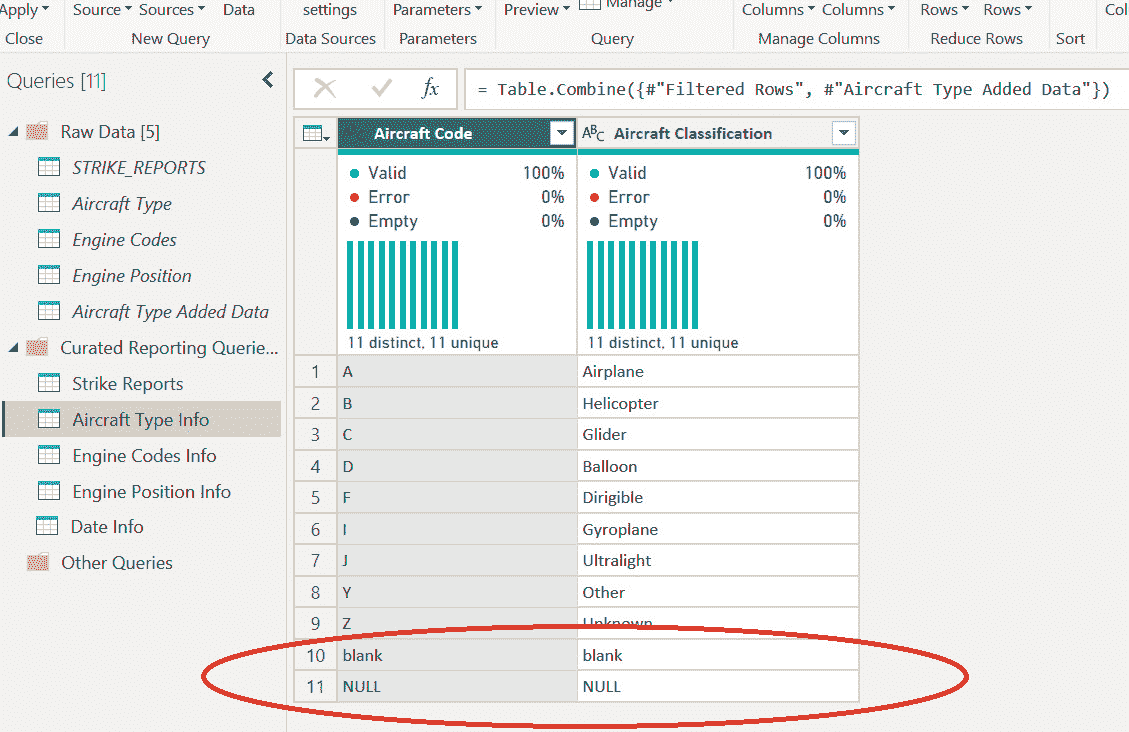 Apply Source Sources Data settings Parameters Preview Manage Columns Columns Rows Rows
Close New Query Data Sources Parameters Query Manage Columns Reduce Rows Sort
Queries [11]
fx = Table.Combine({#"Filtered Rows", #"Aircraft Type Added Data"})
Raw Data [5]
STRIKE_REPORTS
Aircraft Type
Engine Codes
Engine Position
Aircraft Type Added Data
Curated Reporting Querie...
Strike Reports
Aircraft Type Info
Engine Codes Info
Engine Position Info
Date Info
Other Queries
Aircraft Code ABC Aircraft Classification
Valid 100% Valid 100%
Error 0% Error 0%
Empty 0% Empty 0%
11 distinct, 11 unique 11 distinct, 11 unique
1 A Airplane
2 B Helicopter
3 C Glider
4 D Balloon
5 F Dirigible
6 I Gyroplane
7 J Ultralight
8 Y Other
9 Z Unknown
10 blank blank
11 NULL NULL